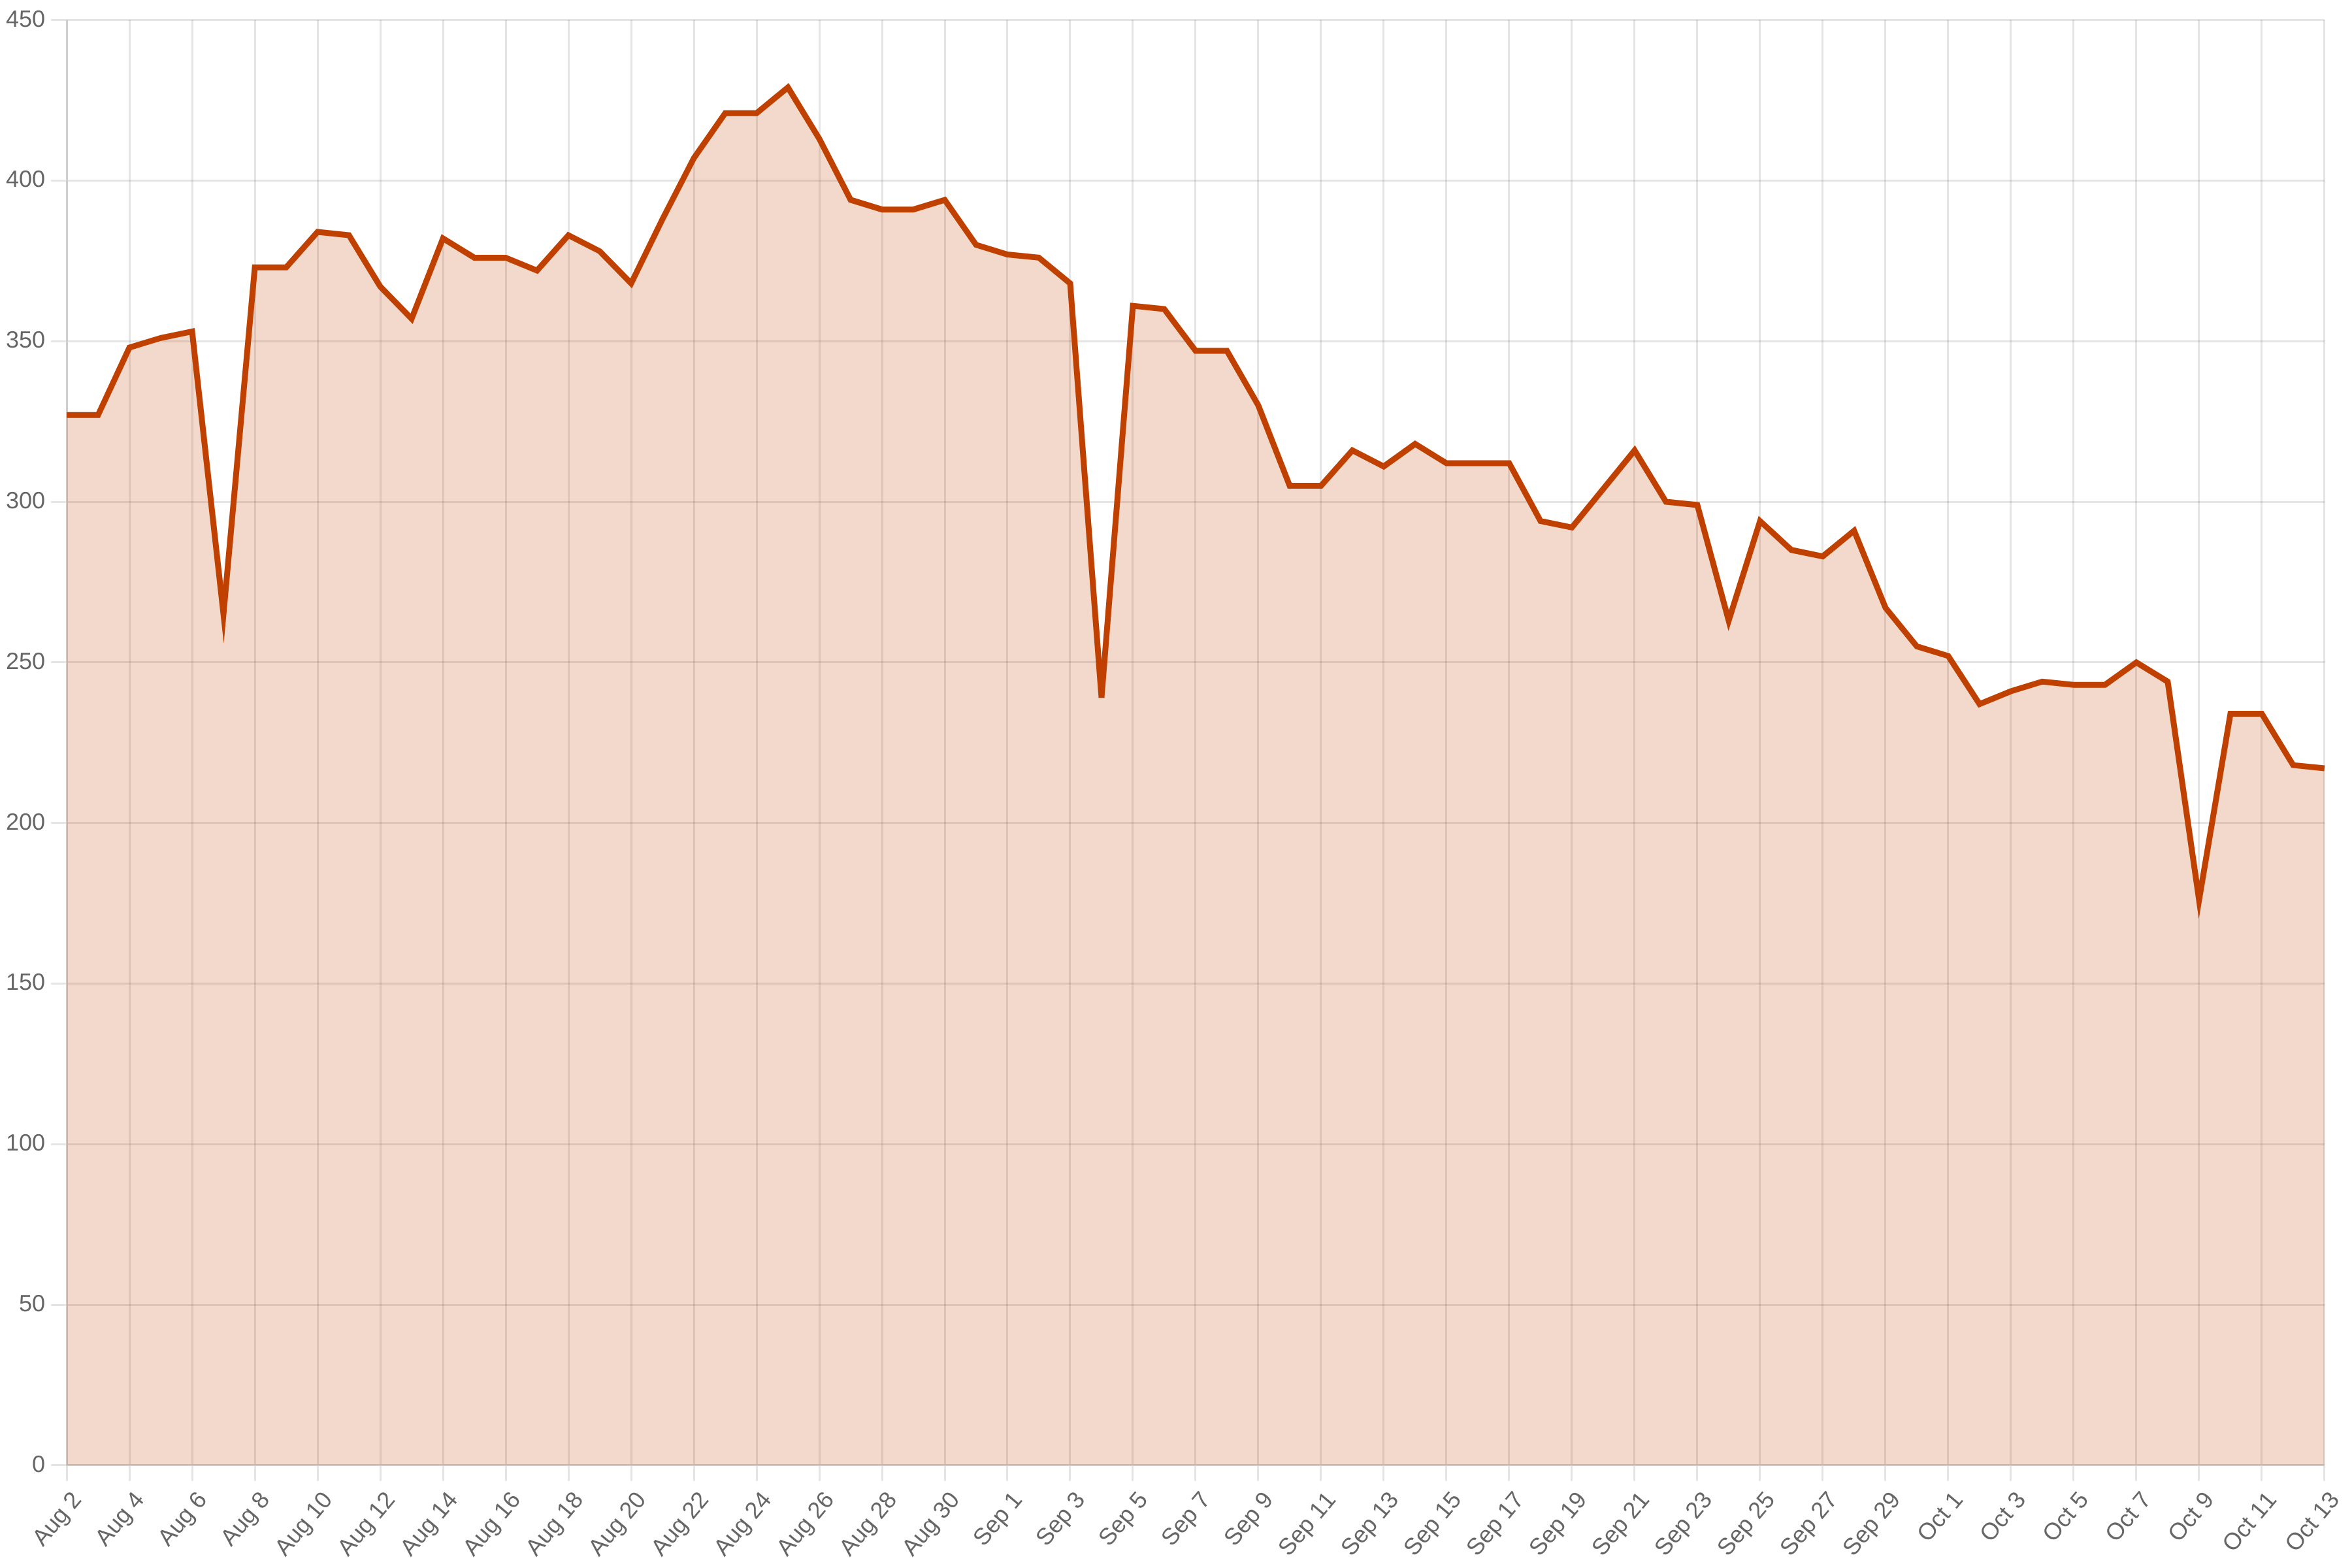 450
400
350
300
250
200
150
100
50
0
Aug 2
Aug 4
Aug 6
Aug 8
Aug 10
Aug 12
Aug 14
Aug 16
Aug 18
Aug 20
Aug 22
Aug 24
Aug 26
Aug 28
Aug 30
Sep 1
Sep 3
Sep 5
Sep 7
Sep 9
Sep 11
Sep 13
Sep 15
Sep 17
Sep 19
Sep 21
Sep 23
Sep 25
Sep 27
Sep 29
Oct 1
Oct 3
Oct 5
Oct 7
Oct 9
Oct 11
Oct 13